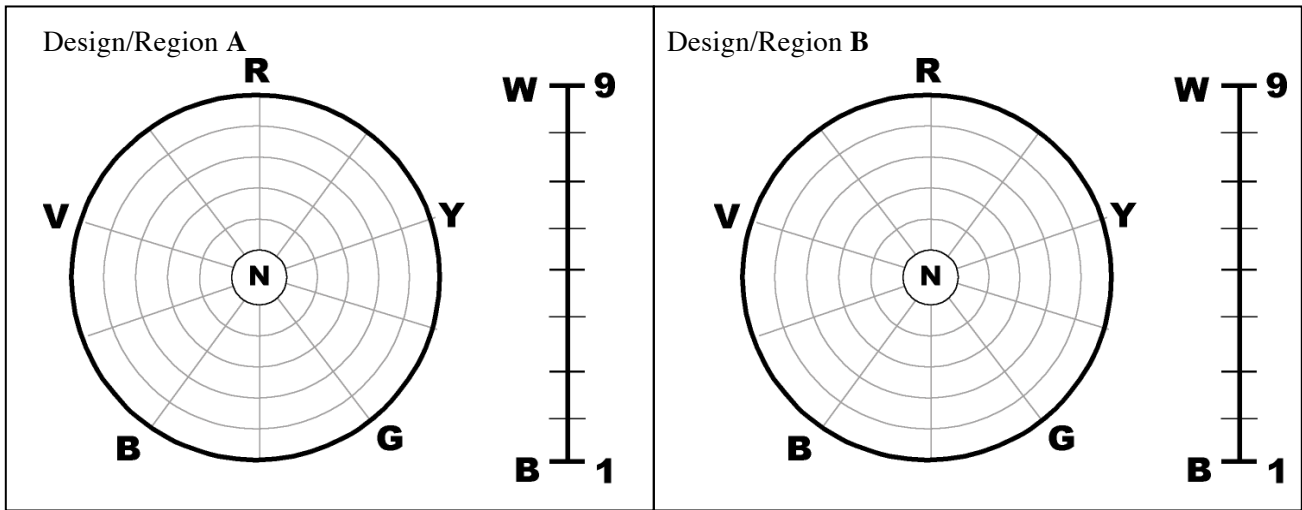 Design/Region A
R
W 9
V
Y
N
B
G
B 1
Design/Region B
R
W 9
V
Y
N
B
G
B 1